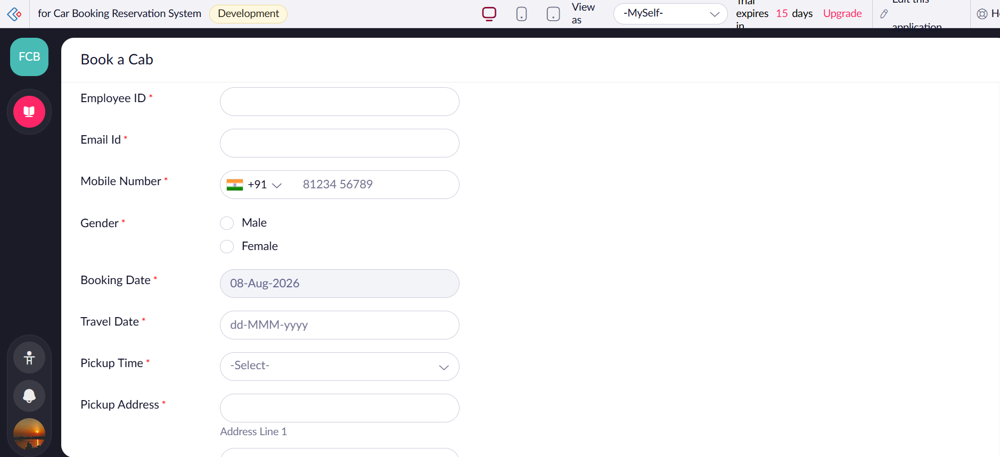 for Car Booking Reservation System
Development
View
as
-MySelf-
Trial
expires
in
15 days
Upgrade
Edit this
application
FCB
Book a Cab
Employee ID *
Email Id *
Mobile Number *
+91
81234 56789
Gender *
Male
Female
Booking Date *
08-Aug-2026
Travel Date *
dd-MMM-yyyy
Pickup Time *
-Select-
Pickup Address *
Address Line 1